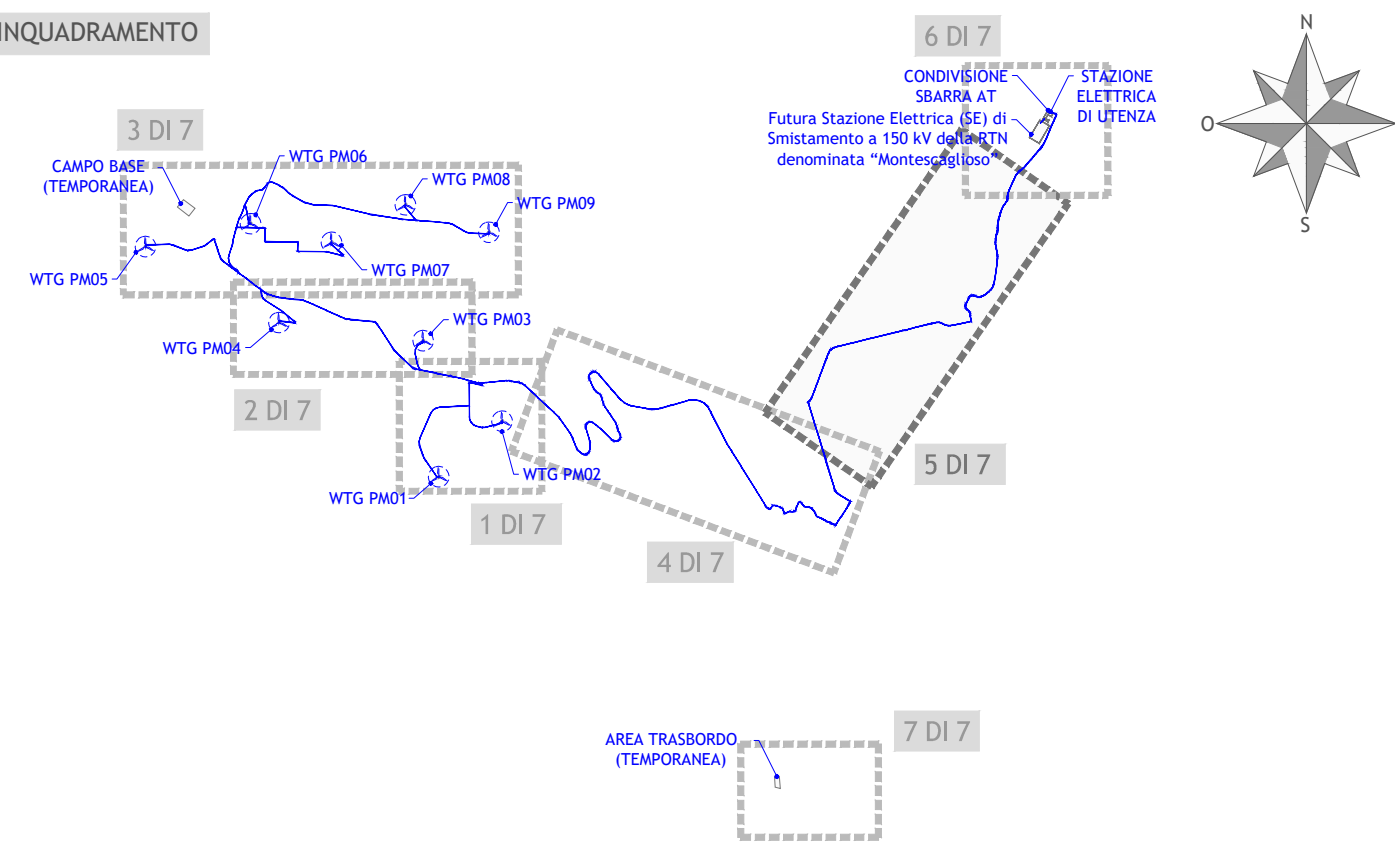 INQUADRAMENTO
6 DI 7
N
O
S
CONDIVISIONE
SBARRA AT
STAZIONE
ELETTRICA
DI UTENZA
Futura Stazione Elettrica (SE) di
Smistamento a 150 kV della RTN
denominata “Montescaglioso”
3 DI 7
CAMPO BASE
(TEMPORANEA)
WTG PM06
WTG PM08
WTG PM09
WTG PM05
WTG PM07
WTG PM04
WTG PM03
2 DI 7
WTG PM02
WTG PM01
1 DI 7
4 DI 7
5 DI 7
AREA TRASBORDO
(TEMPORANEA)
7 DI 7